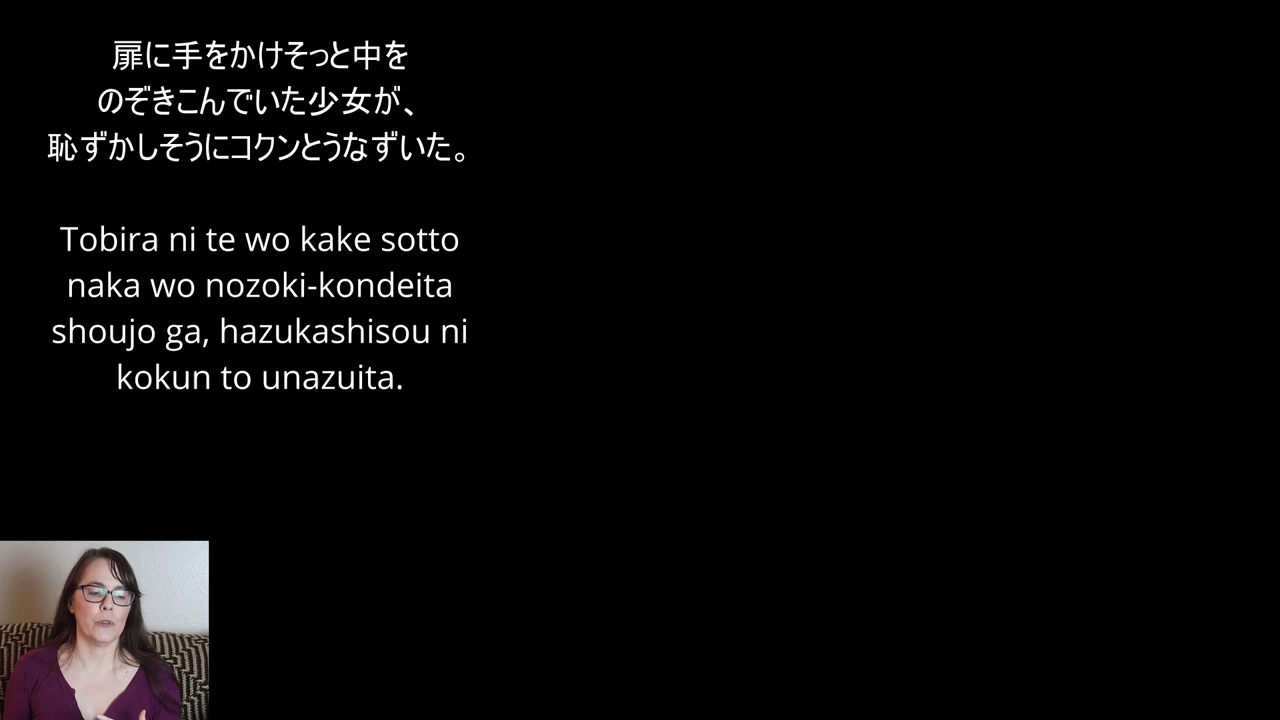 扉に手をかけそっと中を
のぞきこんでいた少女が、
恥ずかしそうにコクンとうなずいた。
Tobira ni te wo kake sotto
naka wo nozoki-kondeita
shoujo ga, hazukashisou ni
kokun to unazuita.